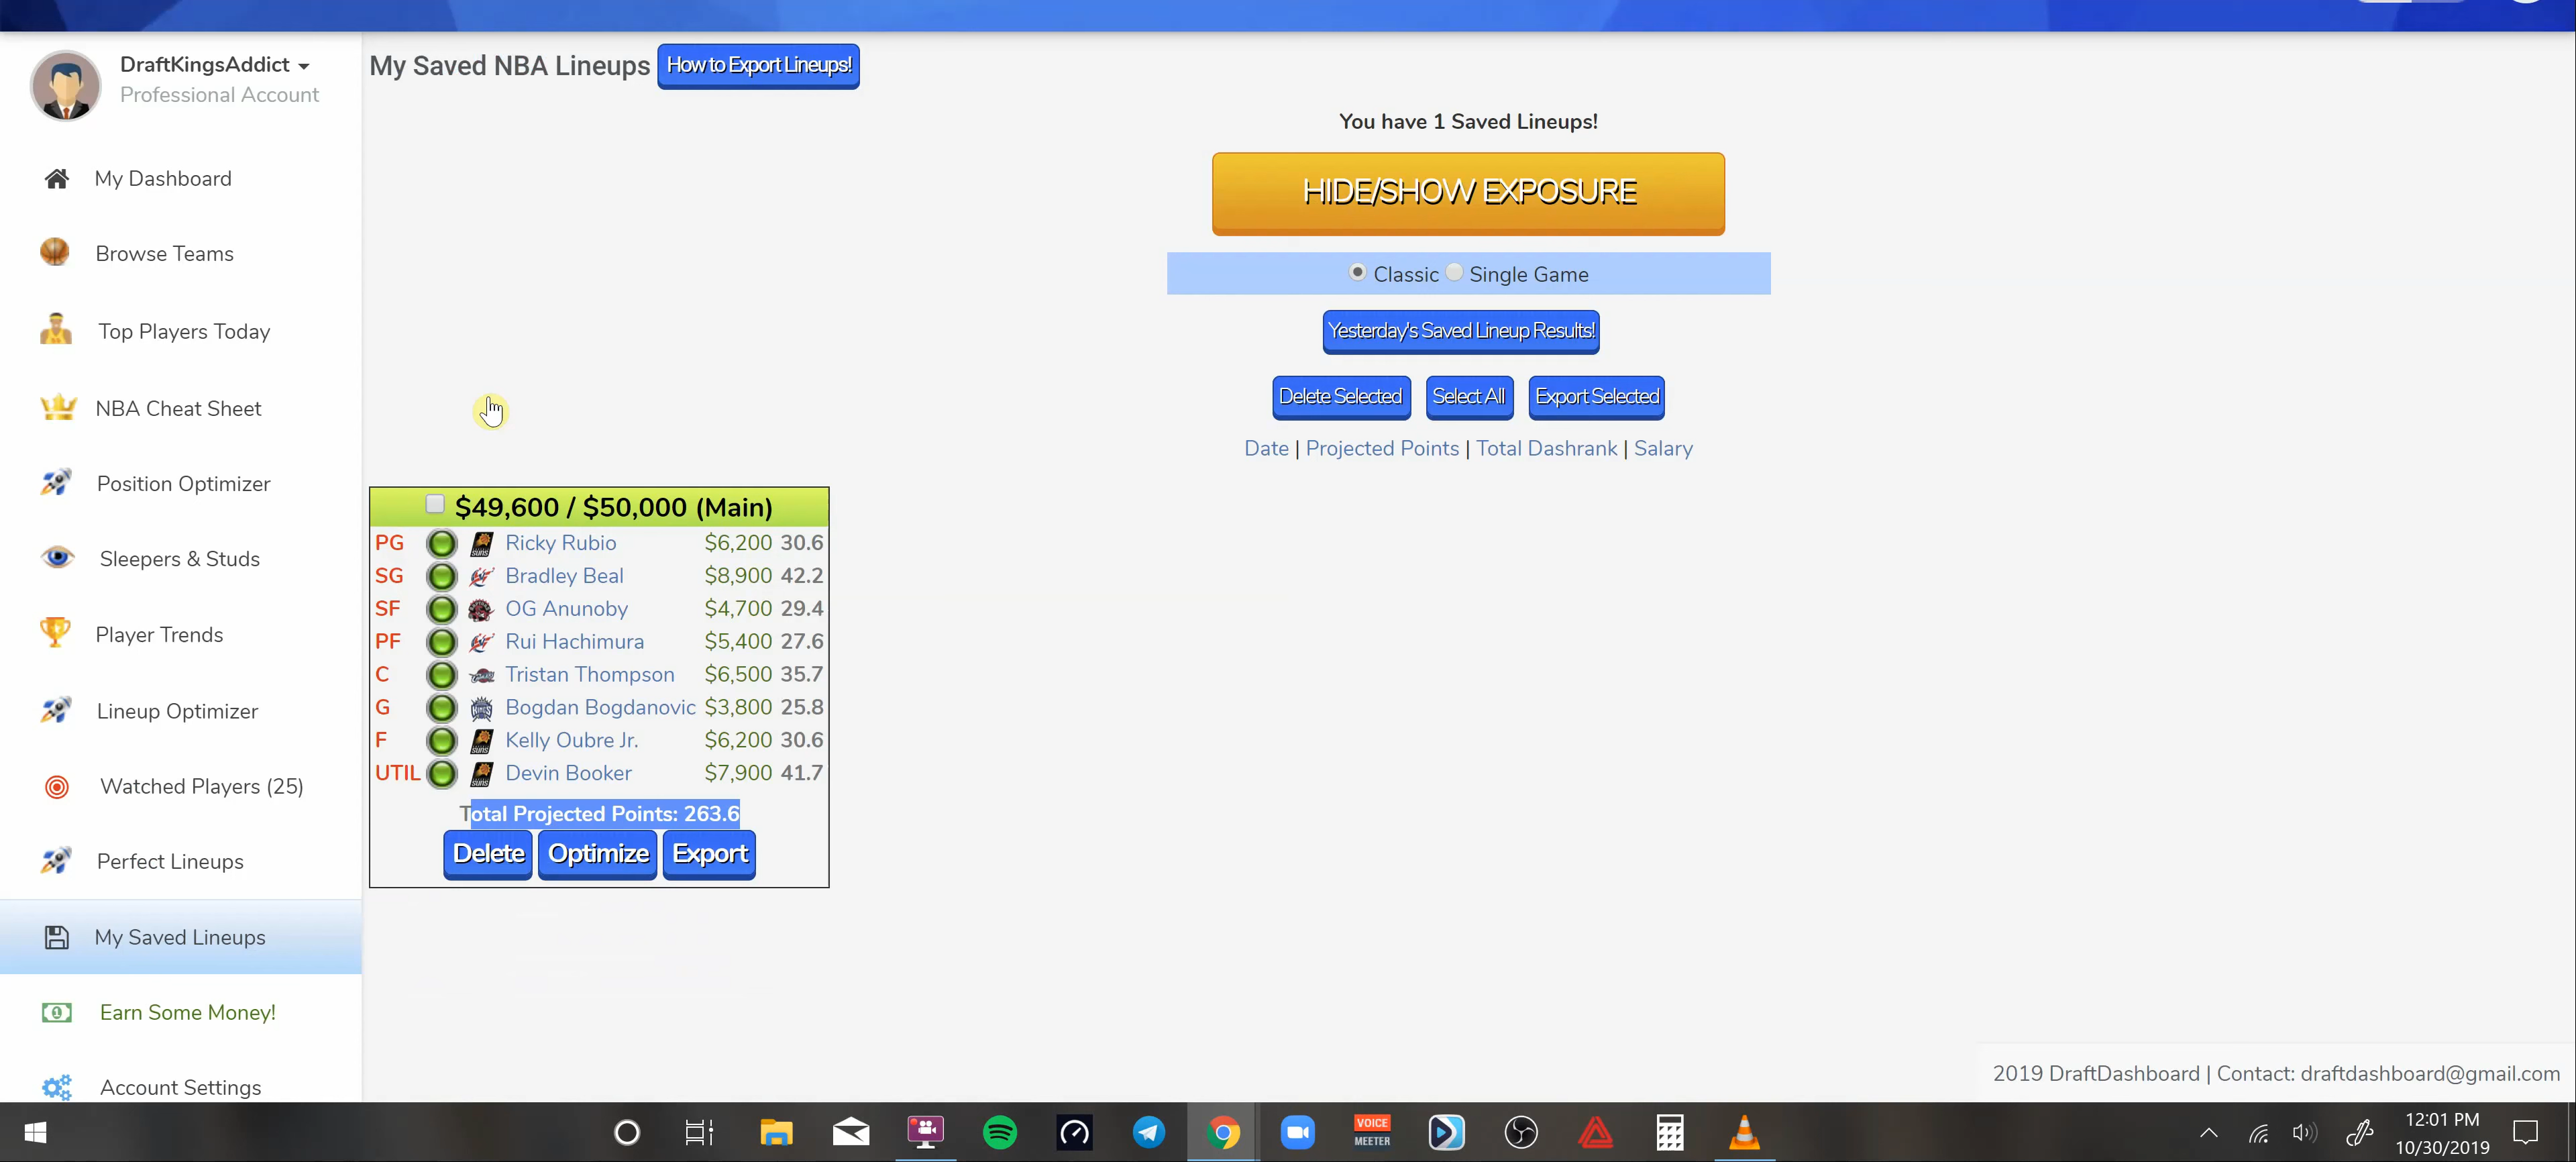 DraftKingsAddict
Professional Account
My Dashboard
Browse Teams
Top Players Today
NBA Cheat Sheet
Position Optimizer
Sleepers & Studs
Player Trends
Lineup Optimizer
Watched Players (25)
Perfect Lineups
My Saved Lineups
Earn Some Money!
Account Settings
My Saved NBA Lineups How to Export Lineups!
You have 1 Saved Lineups!
HIDE/SHOW EXPOSURE
Classic Single Game
Yesterday's Saved Lineup Results!
Delete Selected Select All Export Selected
Date | Projected Points | Total Dashrank | Salary
$49,600 / $50,000 (Main)
PG Ricky Rubio $6,200 30.6
SG Bradley Beal $8,900 42.2
SF OG Anunoby $4,700 29.4
PF Rui Hachimura $5,400 27.6
C Tristan Thompson $6,500 35.7
G Bogdan Bogdanovic $3,800 25.8
F Kelly Oubre Jr. $6,200 30.6
UTIL Devin Booker $7,900 41.7
Total Projected Points: 263.6
Delete Optimize Export
2019 DraftDashboard | Contact: draftdashboard@gmail.com
VOICE
MEETER
12:01 PM
10/30/2019